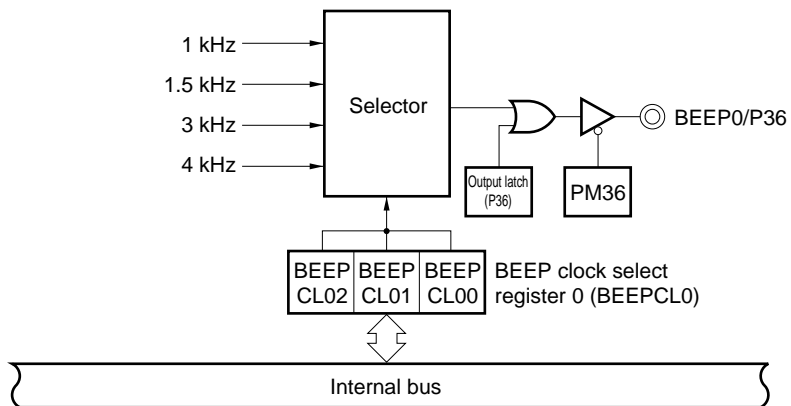 1 kHz
1.5 kHz
3 kHz
4 kHz
Selector
BEEP0/P36
Output latch
(P36)
PM36
BEEP
CL02
BEEP
CL01
BEEP
CL00
BEEP clock select
register 0 (BEEPCL0)
Internal bus